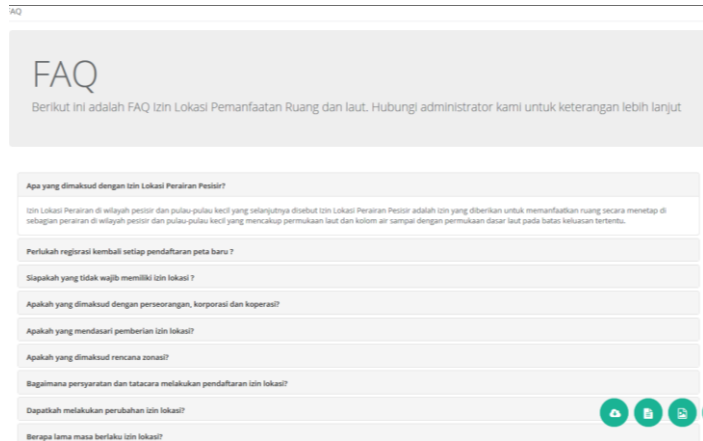 FAQ
FAQ
Berikut ini adalah FAQ Izin Lokasi Pemanfaatan Ruang dan laut. Hubungi administrator kami untuk keterangan lebih lanjut
Apa yang dimaksud dengan Izin Lokasi Perairan Pesisir?
Izin Lokasi Perairan di wilayah pesisir dan pulau-pulau kecil yang selanjutnya disebut Izin Lokasi Perairan Pesisir adalah izin yang diberikan untuk memanfaatkan ruang secara menetap di
sebagian perairan di wilayah pesisir dan pulau-pulau kecil yang mencakup permukaan laut dan kolom air sampai dengan permukaan dasar laut pada batas keluasan tertentu.
Perlukah regisrasi kembali setiap pendaftaran peta baru ?
Siapakah yang tidak wajib memiliki izin lokasi ?
Apakah yang dimaksud dengan perseorangan, korporasi dan koperasi?
Apakah yang mendasari pemberian izin lokasi?
Apakah yang dimaksud rencana zonasi?
Bagaimana persyaratan dan tatacara melakukan pendaftaran izin lokasi?
Dapatkah melakukan perubahan izin lokasi?
Berapa lama masa berlaku izin lokasi?